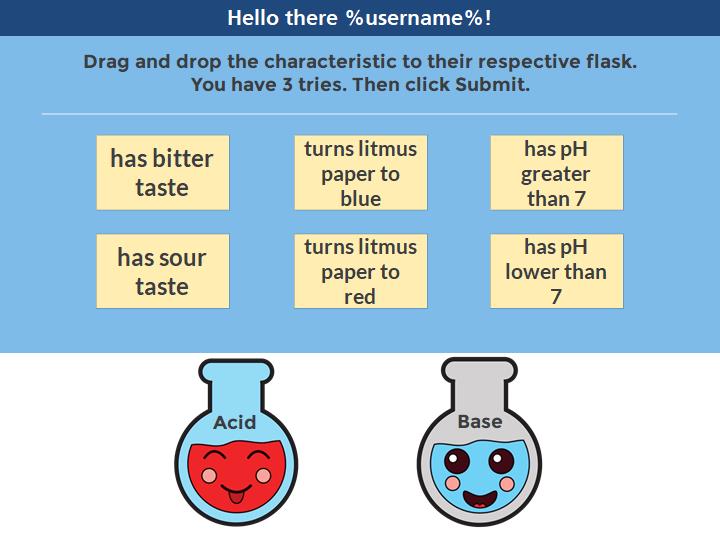 Hello there %username%!
Drag and drop the characteristic to their respective flask.
You have 3 tries. Then click Submit.
has bitter
taste
turns litmus
paper to
blue
has pH
greater
than 7
has sour
taste
turns litmus
paper to
red
has pH
lower than
7
Acid
Base